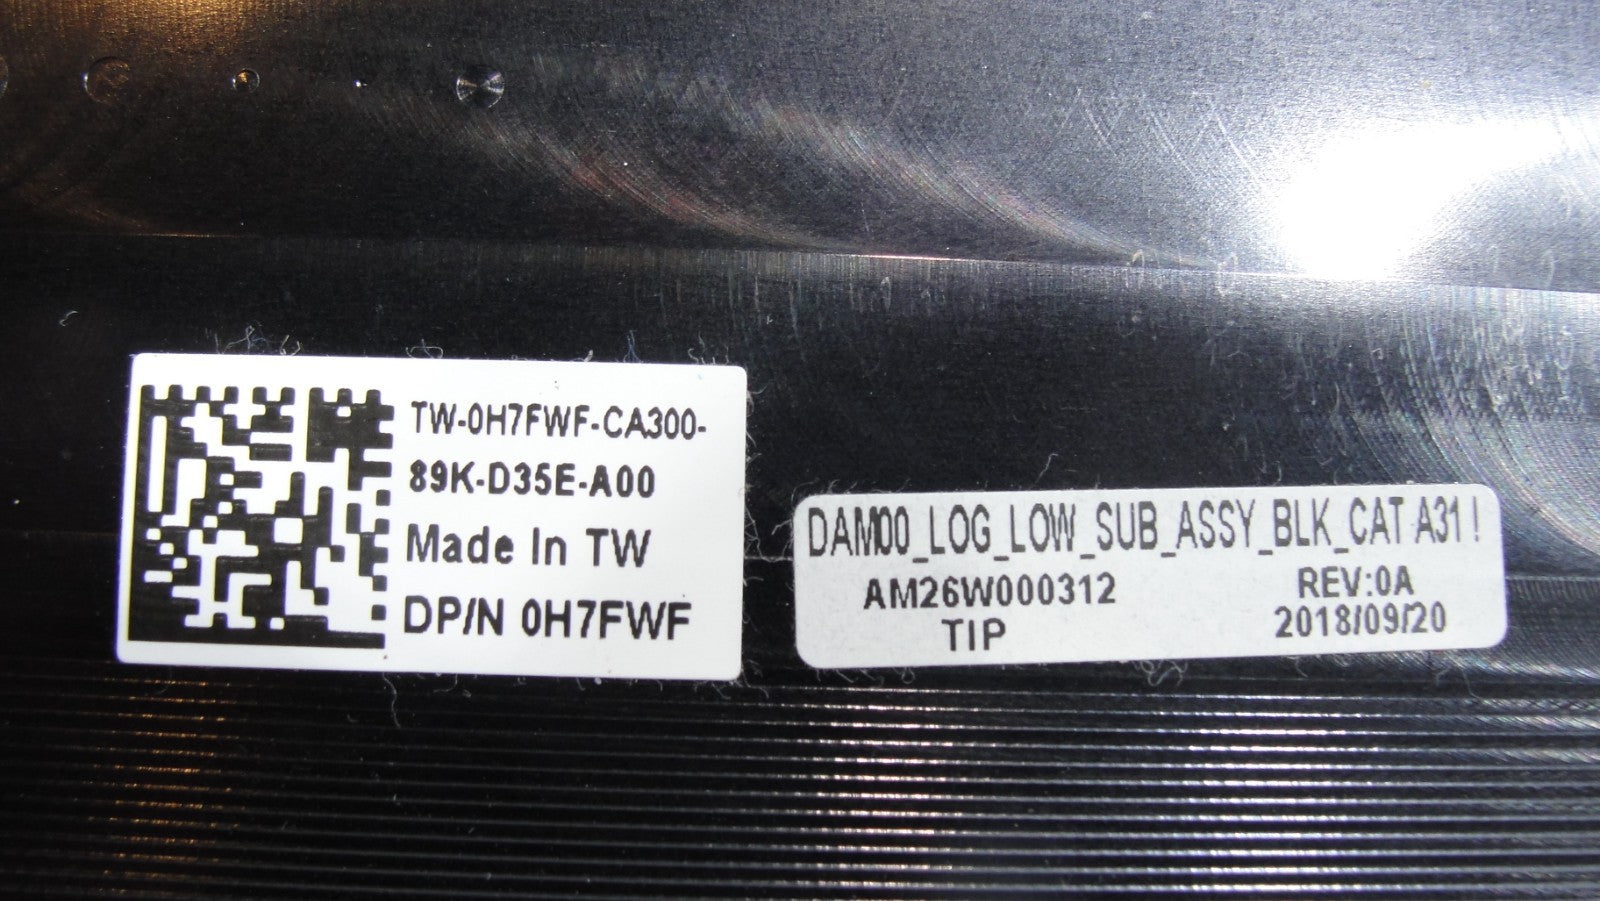 TW-0H7FWF-CA300-
89K-D35E-A00
Made In TW
DP/N 0H7FWF
DAM00_LOG_LOW_SUB_ASSY_BLK_CAT A31!
AM26W000312 REV:0A
TIP 2018/09/20